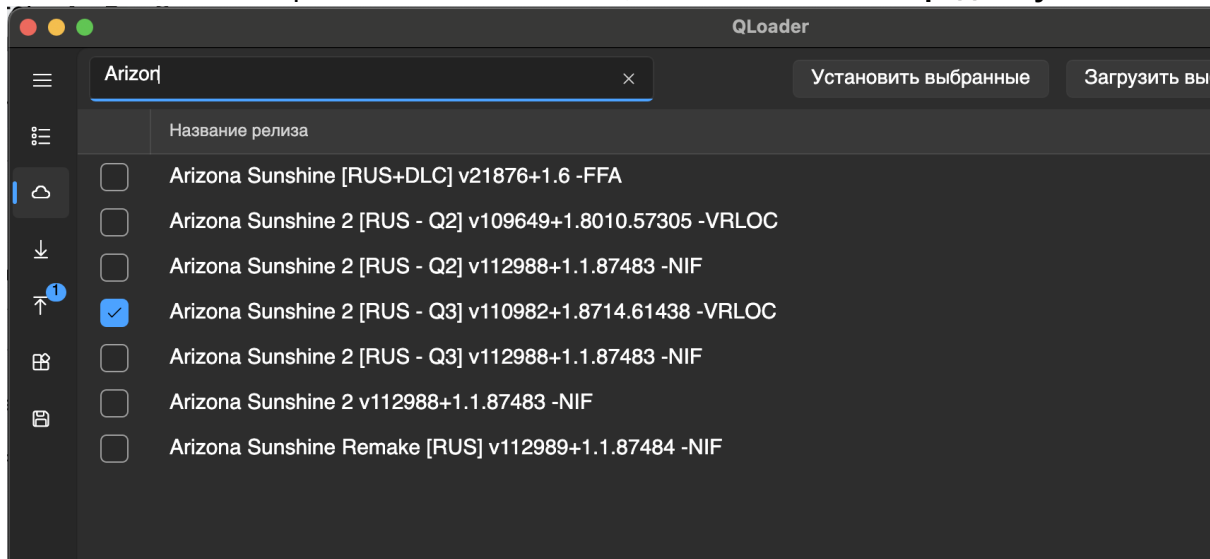 QLoader
Arizon
Установить выбранные
Загрузить вы
Название релиза
Arizona Sunshine [RUS+DLC] v21876+1.6 -FFA
Arizona Sunshine 2 [RUS - Q2] v109649+1.8010.57305 -VRLOC
Arizona Sunshine 2 [RUS - Q2] v112988+1.1.87483 -NIF
1
Arizona Sunshine 2 [RUS - Q3] v110982+1.8714.61438 -VRLOC
Arizona Sunshine 2 [RUS - Q3] v112988+1.1.87483 -NIF
Arizona Sunshine 2 v112988+1.1.87483 -NIF
Arizona Sunshine Remake [RUS] v112989+1.1.87484 -NIF